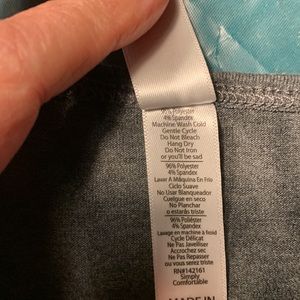 96% Polyester
4% Spandex
Machine Wash Cold
Gentle Cycle
Do Not Bleach
Hang Dry
Do Not Iron
or you'll be sad
96% Poliéster
4% Spandex
Lavar A Máquina En Frío
Ciclo Suave
No Usar Blanqueador
Cuelgue en seco
No Planchar
o estarás triste
96% Polyester
4% Spandex
Lavage en machine à froid
Cycle Délicat
Ne Pas Javelliser
Accrochez sec
Ne Pas Repasser
ou vous serez triste
RN#142161
Simply
Comfortable
MADE IN